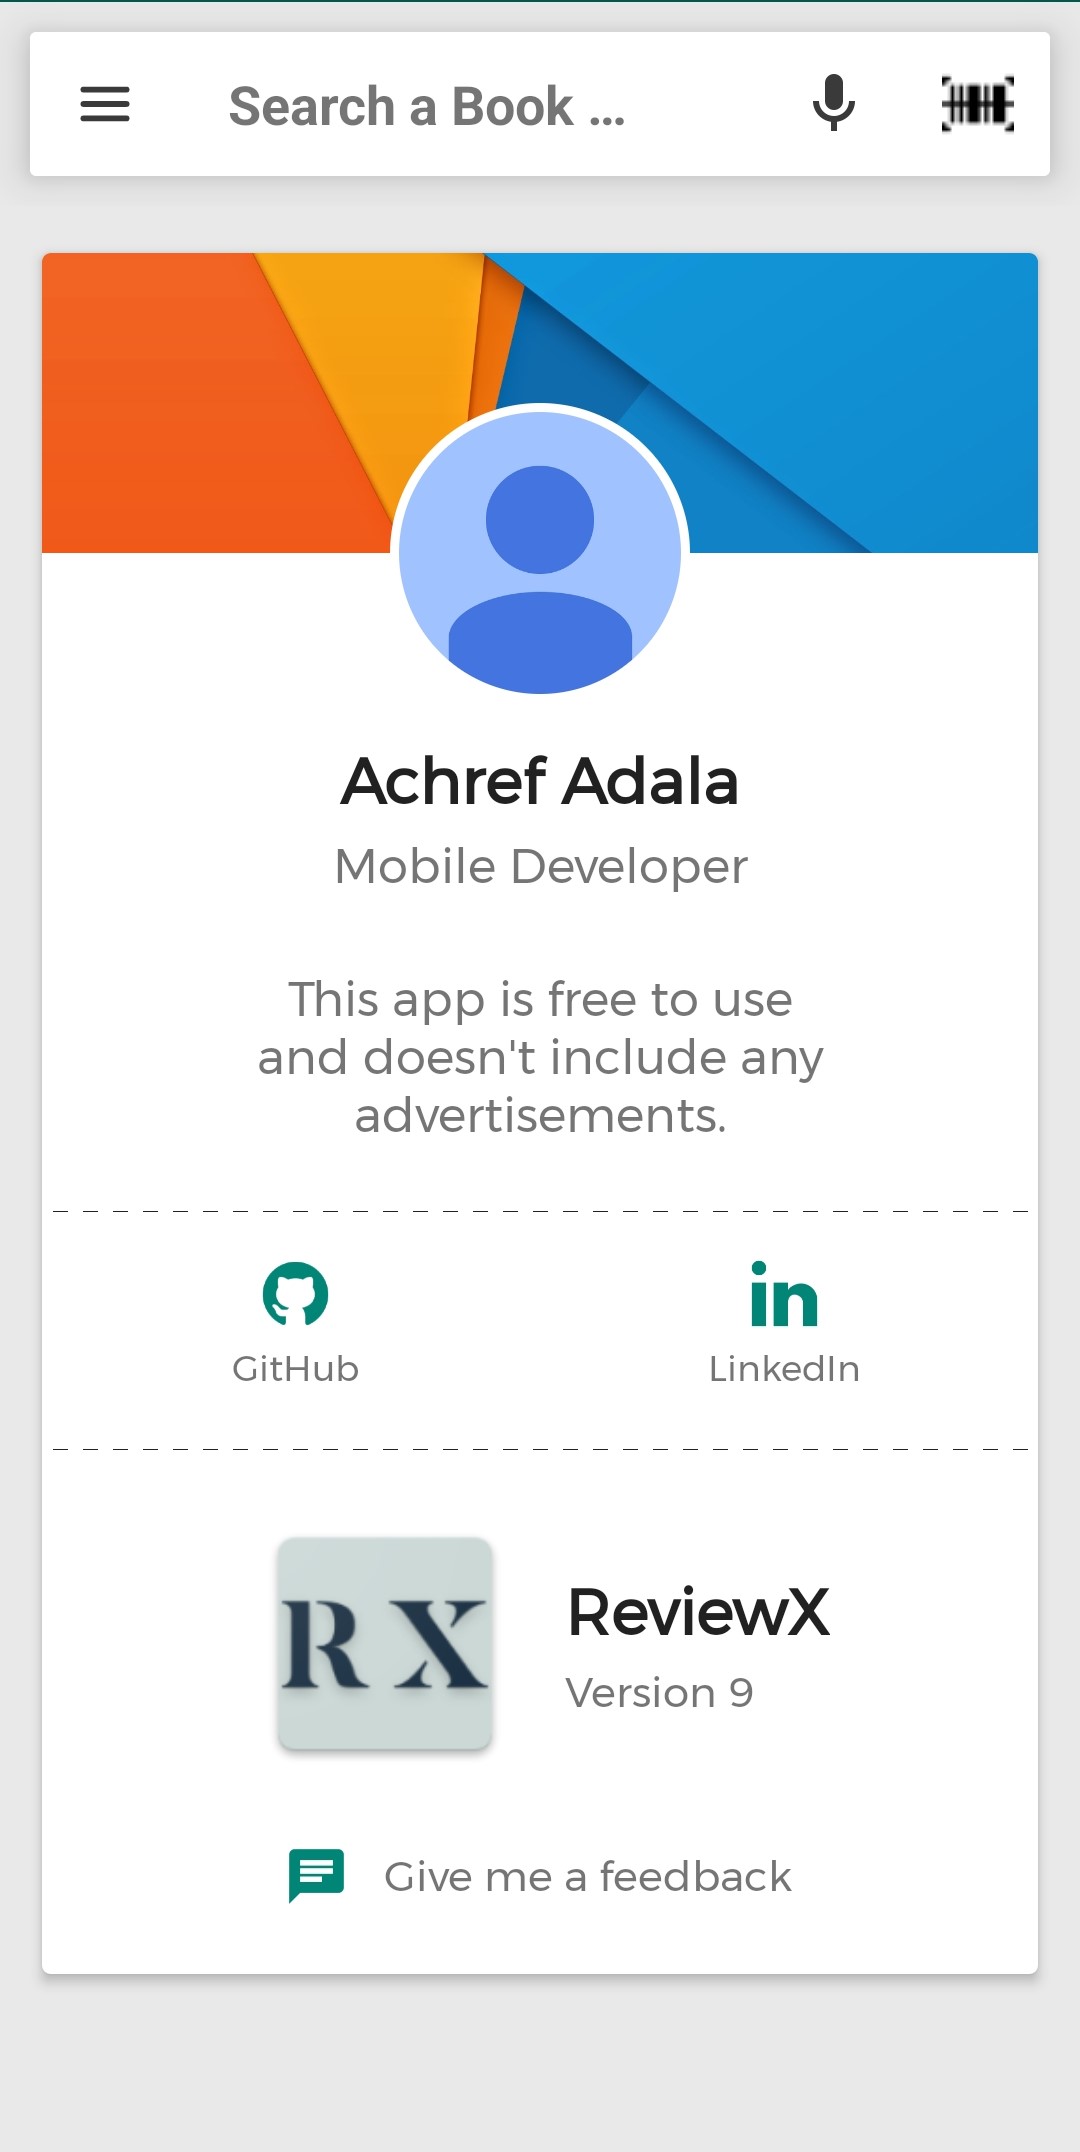 Search a Book ...
Achref Adala
Mobile Developer
This app is free to use
and doesn't include any
advertisements.
GitHub
in
LinkedIn
R X
ReviewX
Version 9
Give me a feedback